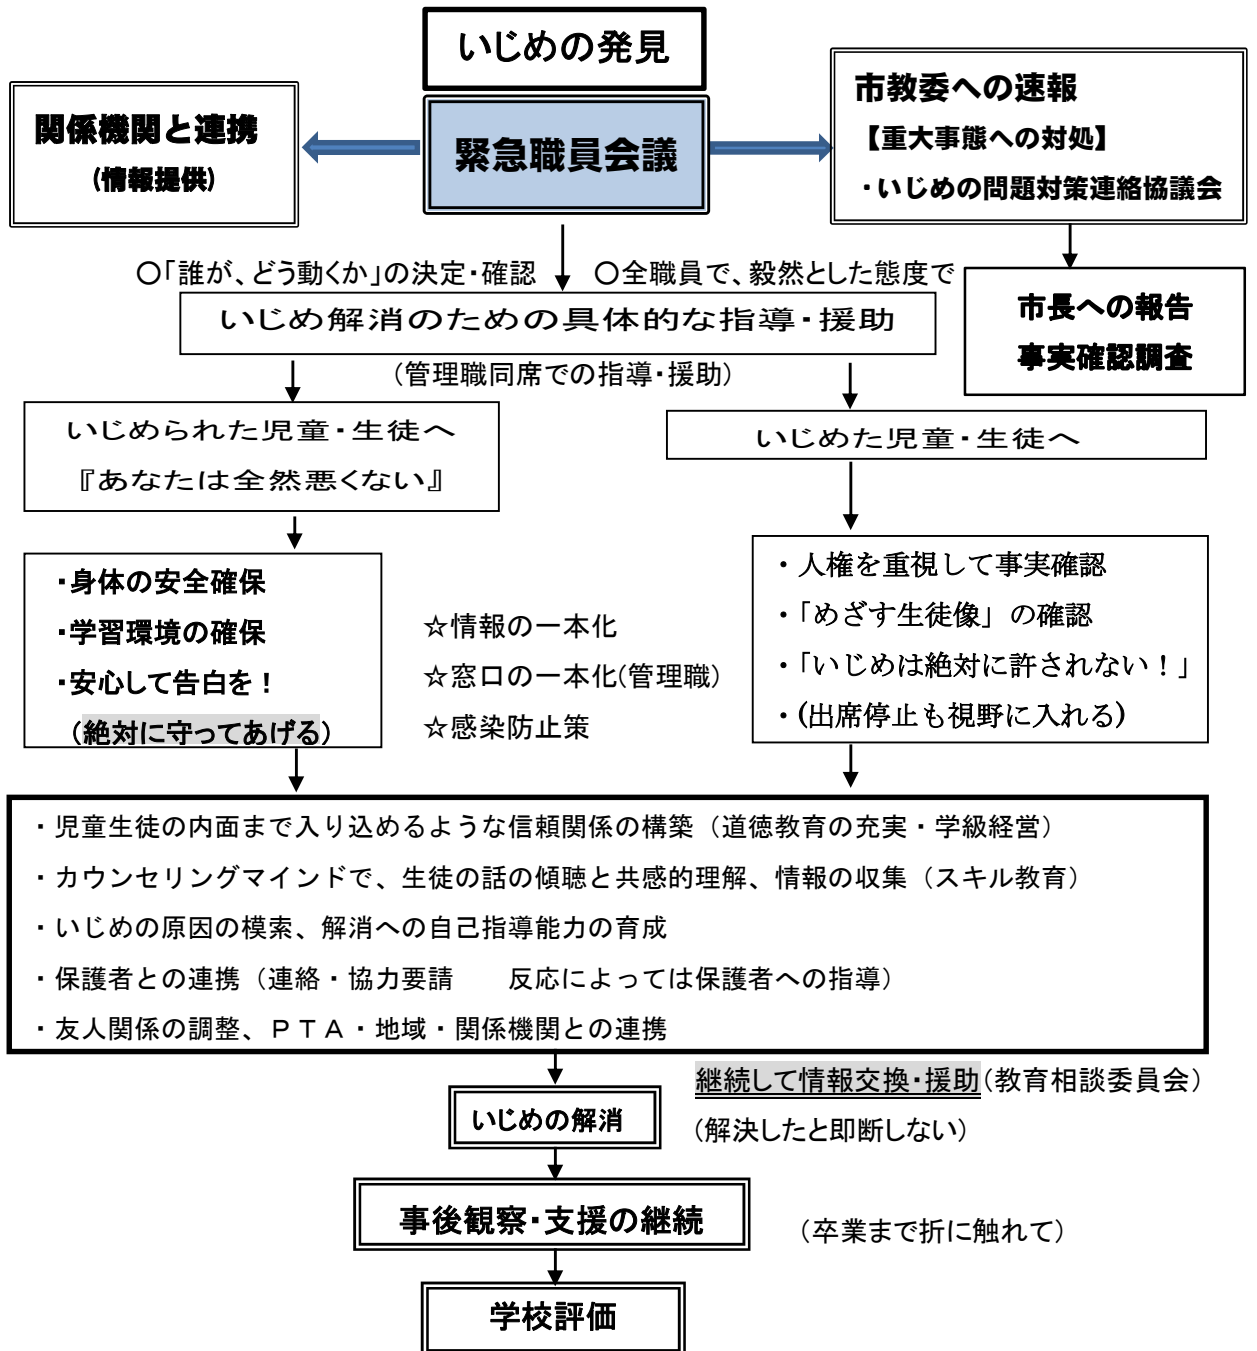 いじめの発見
関係機関と連携
(情報提供)
緊急職員会議
市教委への速報
【重大事態への対処】
・いじめの問題対策連絡協議会
○「誰が、どう動くか」の決定・確認　○全職員で、毅然とした態度で
いじめ解消のための具体的な指導・援助
市長への報告
事実確認調査
(管理職同席での指導・援助)
いじめられた児童・生徒へ
『あなたは全然悪くない』
いじめた児童・生徒へ
・身体の安全確保
・学習環境の確保
・安心して告白を！
(絶対に守ってあげる)
☆情報の一本化
☆窓口の一本化(管理職)
☆感染防止策
・人権を重視して事実確認
・「めざす生徒像」の確認
・「いじめは絶対に許されない！」
・(出席停止も視野に入れる)
・児童生徒の内面まで入り込めるような信頼関係の構築（道徳教育の充実・学級経営）
・カウンセリングマインドで、生徒の話の傾聴と共感的理解、情報の収集（スキル教育）
・いじめの原因の模索、解消への自己指導能力の育成
・保護者との連携（連絡・協力要請　　反応によっては保護者への指導）
・友人関係の調整、ＰＴＡ・地域・関係機関との連携
継続して情報交換・援助(教育相談委員会)
いじめの解消
(解決したと即断しない)
事後観察・支援の継続
(卒業まで折に触れて)
学校評価